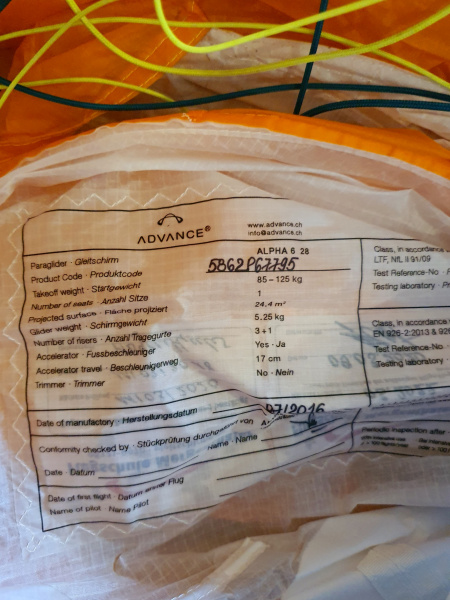 ADVANCE®
www.advance.ch
info@advance.ch
Paraglider · Gleitschirm ALPHA 6 28
Product Code · Produktcode 5862P67795
Takeoff weight · Startgewicht 85 – 125 kg
Number of seats · Anzahl Sitze 1
Projected surface · Fläche projiziert 24.4 m²
Glider weight · Schirmgewicht 5.25 kg
Number of risers · Anzahl Tragegurte 3+1
Accelerator · Fussbeschleuniger Yes · Ja
Accelerator travel · Beschleunigerweg 17 cm
Trimmer · Trimmer No · Nein
Date of manufactory · Herstellungsdatum 07/2016
Conformity checked by · Stückprüfung durchgeführt von
Date · Datum Name · Name
Date of first flight · Datum erster Flug
Name of pilot · Name Pilot
Class, in accordance
LTF, NfL II 91/09
Test Reference-No
Testing laboratory
Class, in accordance
EN 926-2:2013 & 926
Test Reference-No.
Testing laboratory
periodic inspection after